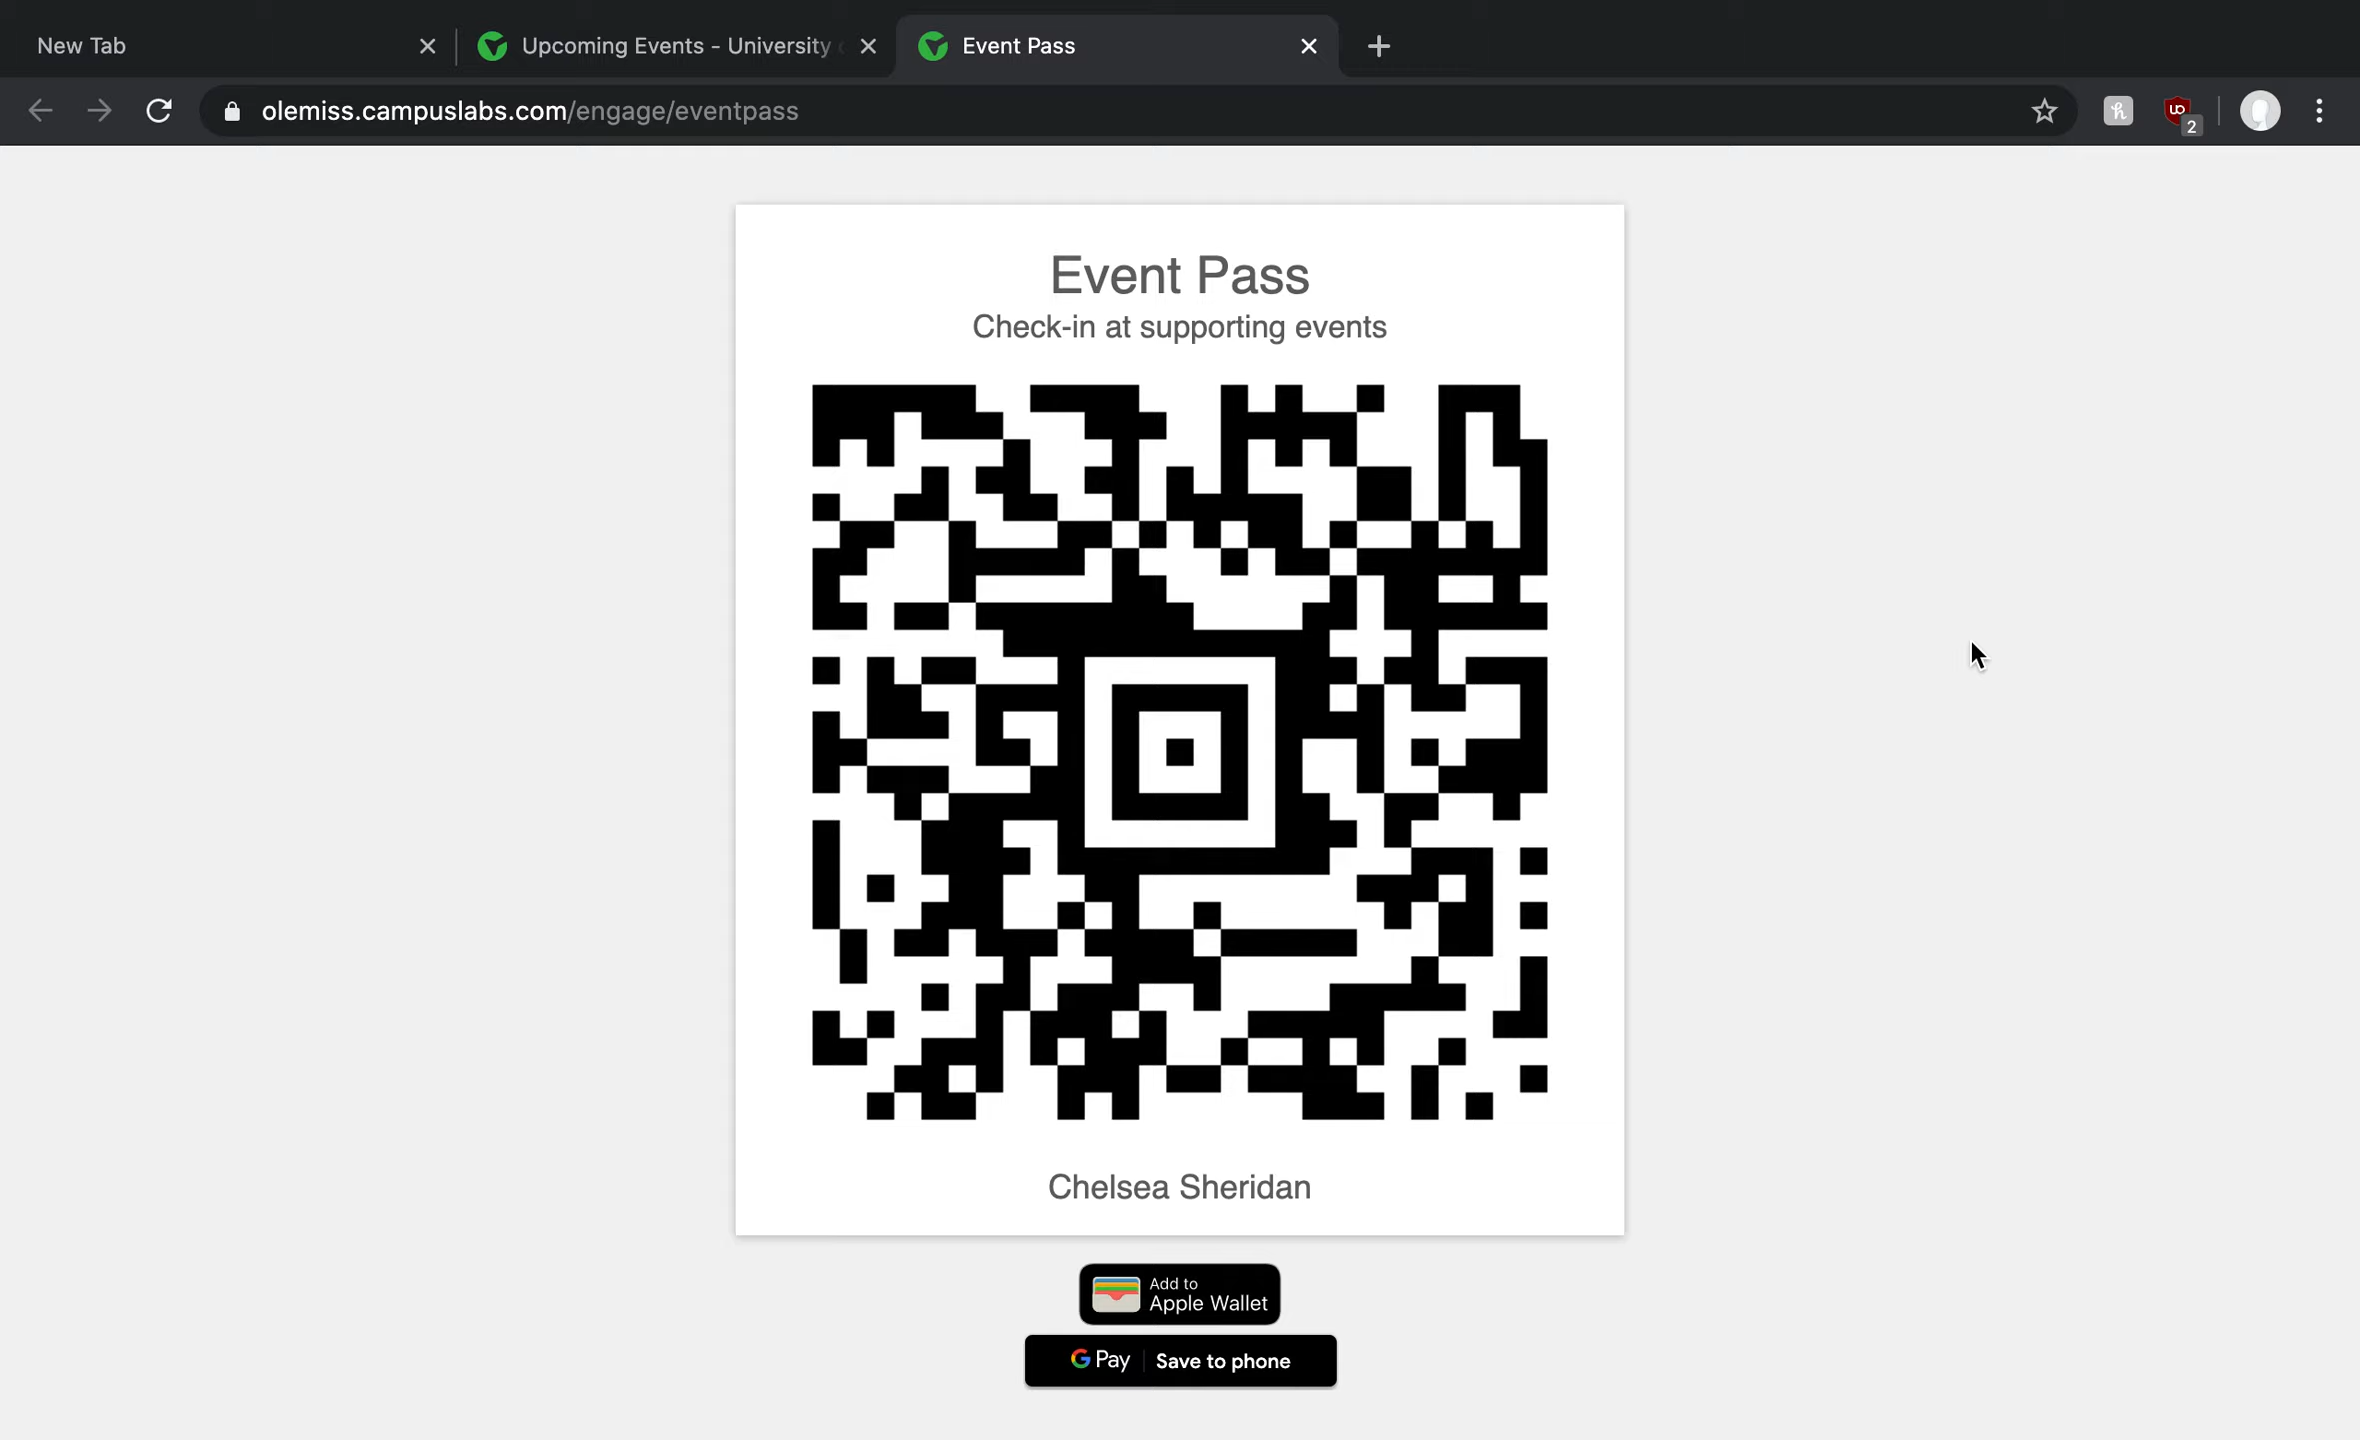 New Tab
Upcoming Events - University
Event Pass
olemiss.campuslabs.com/engage/eventpass
2
Event Pass
Check-in at supporting events
Chelsea Sheridan
Add to
Apple Wallet
G Pay
Save to phone